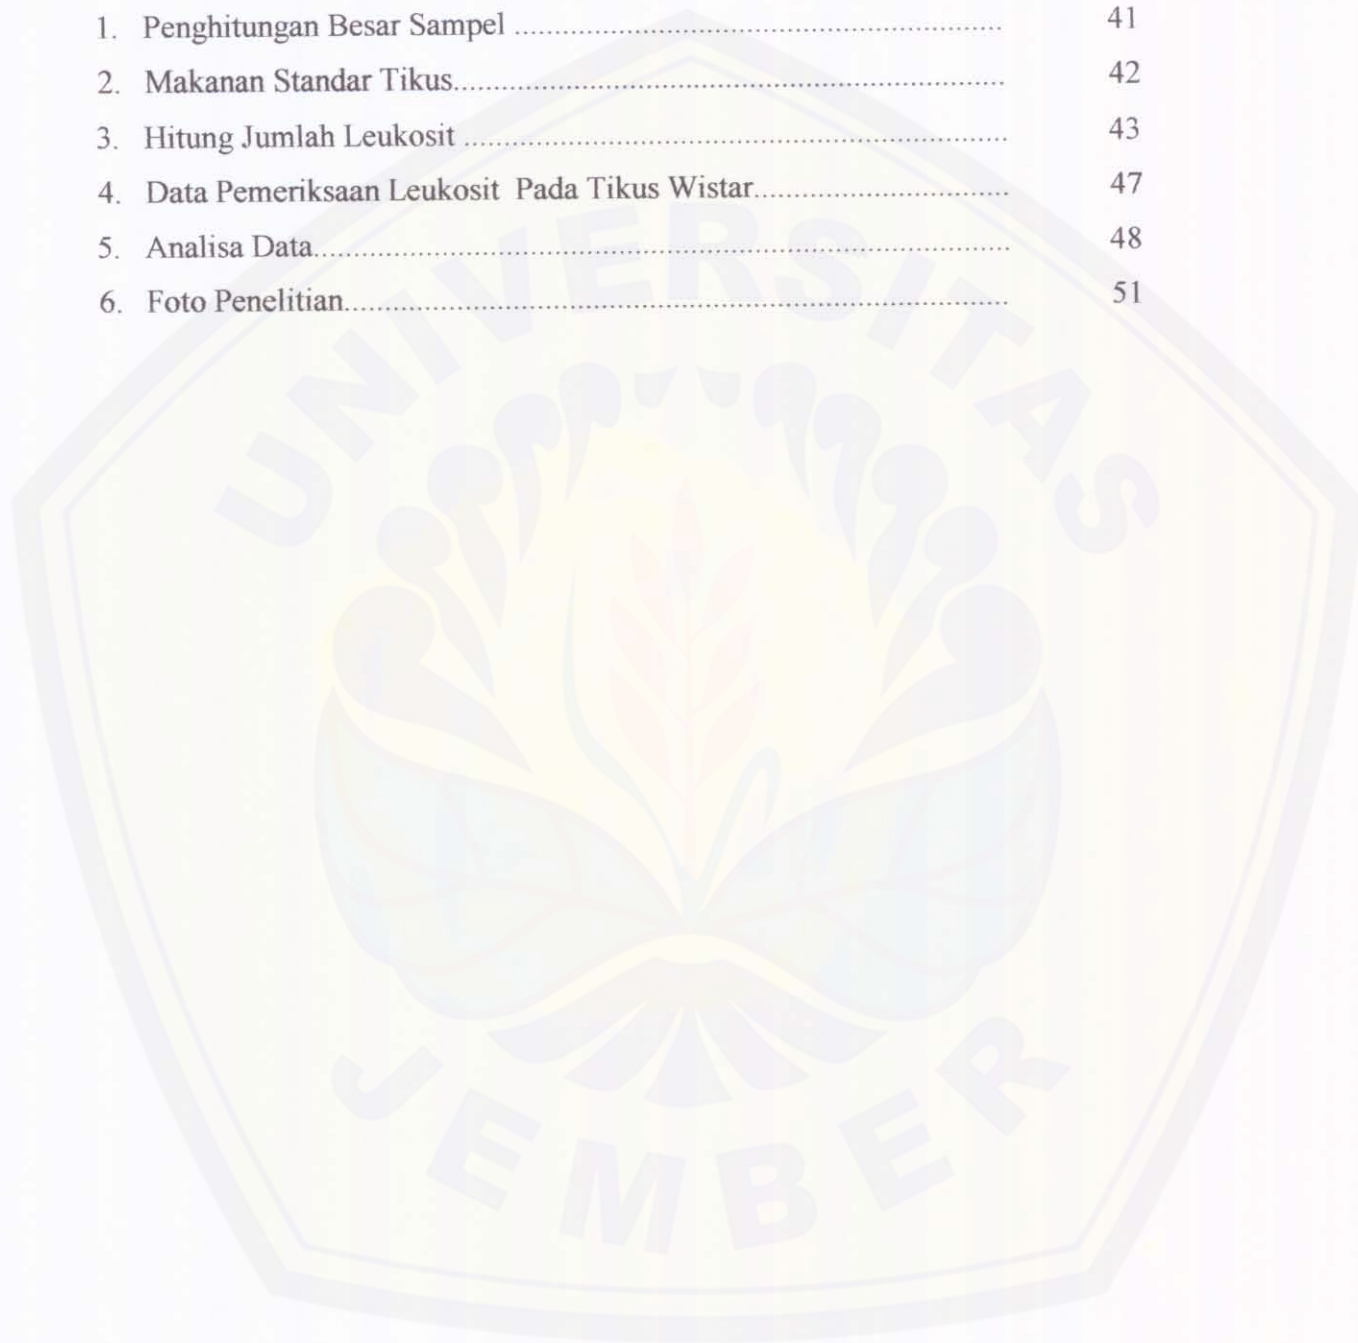 1. Penghitungan Besar Sampel ............................................................... 41
2. Makanan Standar Tikus....................................................................... 42
3. Hitung Jumlah Leukosit ...................................................................... 43
4. Data Pemeriksaan Leukosit Pada Tikus Wistar................................. 47
5. Analisa Data.......................................................................................... 48
6. Foto Penelitian...................................................................................... 51
UNIVERSITAS
JEMBER